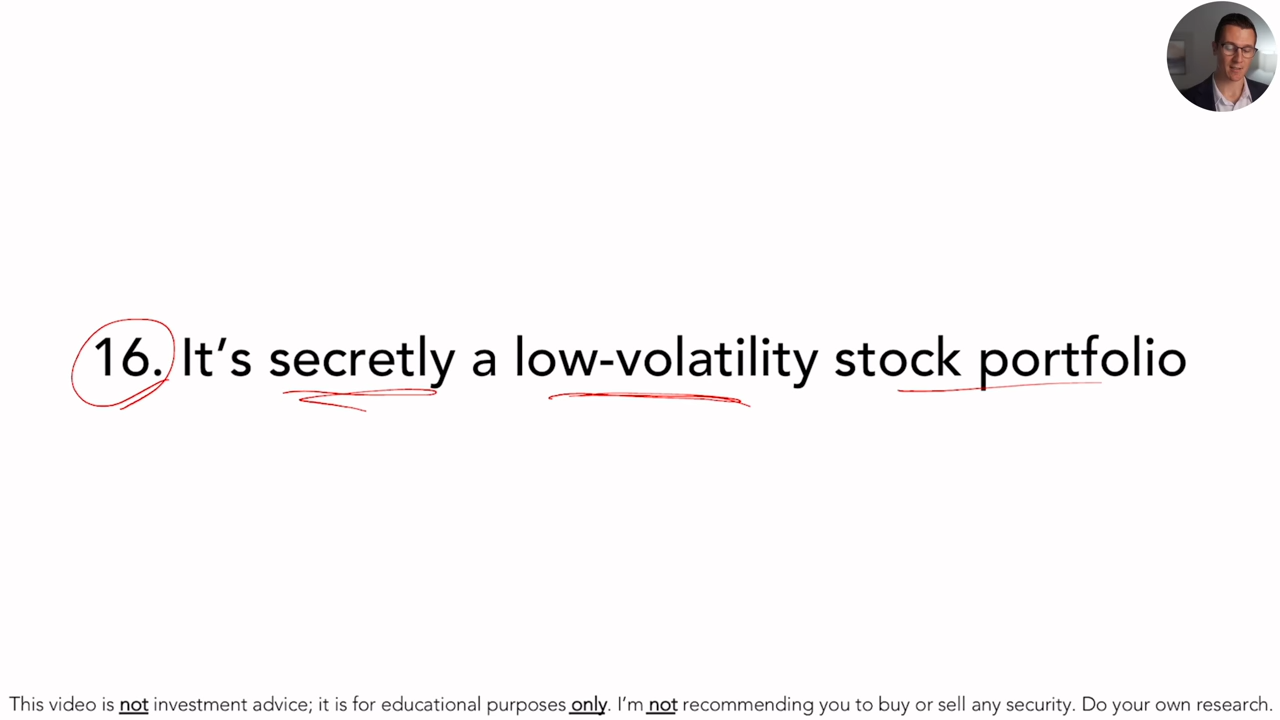 16. It’s secretly a low-volatility stock portfolio
This video is not investment advice; it is for educational purposes only. I’m not recommending you to buy or sell any security. Do your own research.